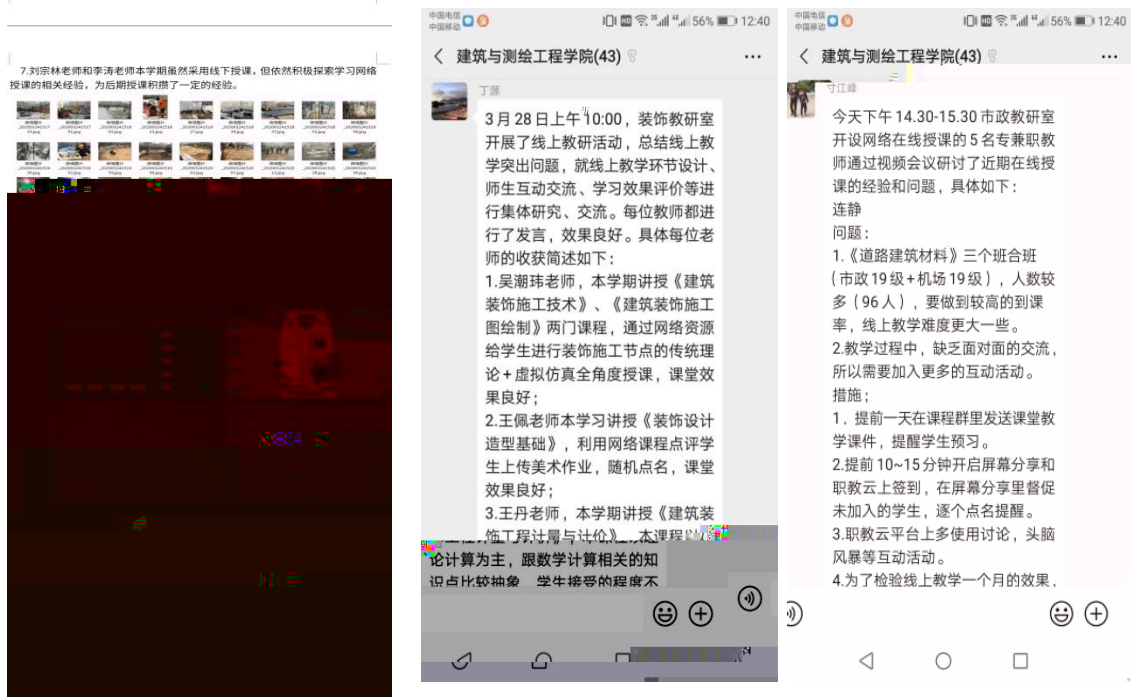 7.刘宗林老师和李涛老师本学期虽然采用线下授课，但依然积极探索学习网络
授课的相关经验，为后期授课积攒了一定的经验。
中国电信
中国移动
56% 12:40
建筑与测绘工程学院(43)
丁源
3月28日上午10:00，装饰教研室
开展了线上教研活动，总结线上教
学突出问题，就线上教学环节设计、
师生互动交流、学习效果评价等进
行集体研究、交流。每位教师都进
行了发言，效果良好。具体每位老
师的收获简述如下：
1.吴潮玮老师，本学期讲授《建筑
装饰施工技术》、《建筑装饰施工
图绘制》两门课程，通过网络资源
给学生进行装饰施工节点的传统理
论+虚拟仿真全角度授课，课堂效
果良好；
2.王佩老师本学习讲授《装饰设计
造型基础》，利用网络课程点评学
生上传美术作业，随机点名，课堂
效果良好；
3.王丹老师，本学期讲授《建筑装
饰工程计量与计价》，本课程以
论计算为主，跟数学计算相关的知
识点比较抽象，学生接受的程度不
中国电信
中国移动
56% 12:40
建筑与测绘工程学院(43)
寸江峰
今天下午14.30-15.30市政教研室
开设网络在线授课的5名专兼职教
师通过视频会议研讨了近期在线授
课的经验和问题，具体如下：
连静
问题：
1.《道路建筑材料》三个班合班
（市政19级+机场19级），人数较
多（96人），要做到较高的到课
率，线上教学难度更大一些。
2.教学过程中，缺乏面对面的交流，
所以需要加入更多的互动活动。
措施；
1．提前一天在课程群里发送课堂教
学课件，提醒学生预习。
2.提前10~15分钟开启屏幕分享和
职教云上签到，在屏幕分享里督促
未加入的学生，逐个点名提醒。
3.职教云平台上多使用讨论，头脑
风暴等互动活动。
4.为了检验线上教学一个月的效果，